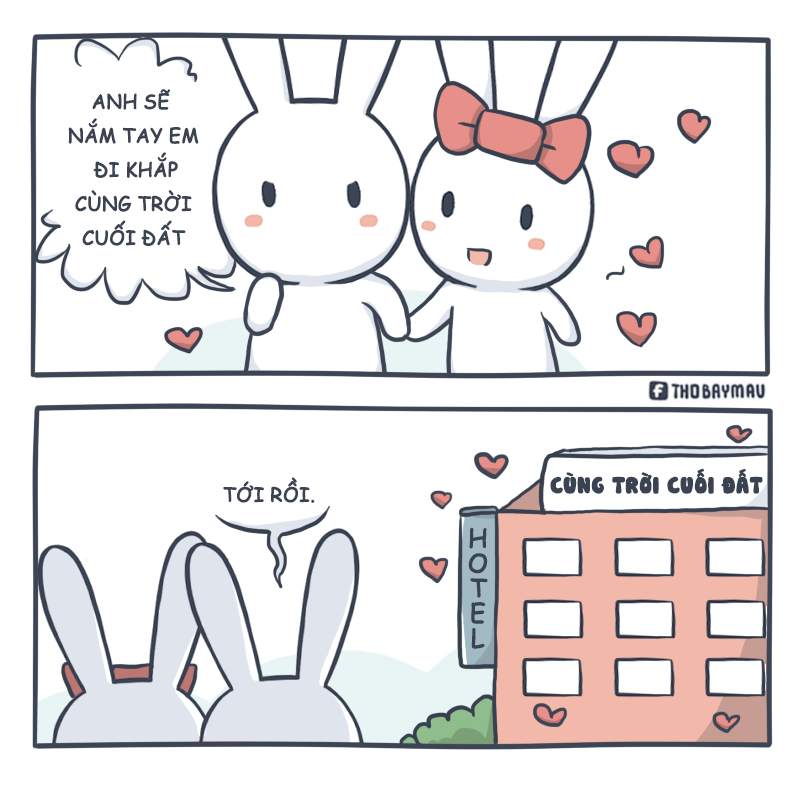 ANH SẼ
NẮM TAY EM
ĐI KHẮP
CÙNG TRỜI
CUỐI ĐẤT
f THOBAYMAU
TỚI RỒI.
CÙNG TRỜI CUỐI ĐẤT
HOTEL